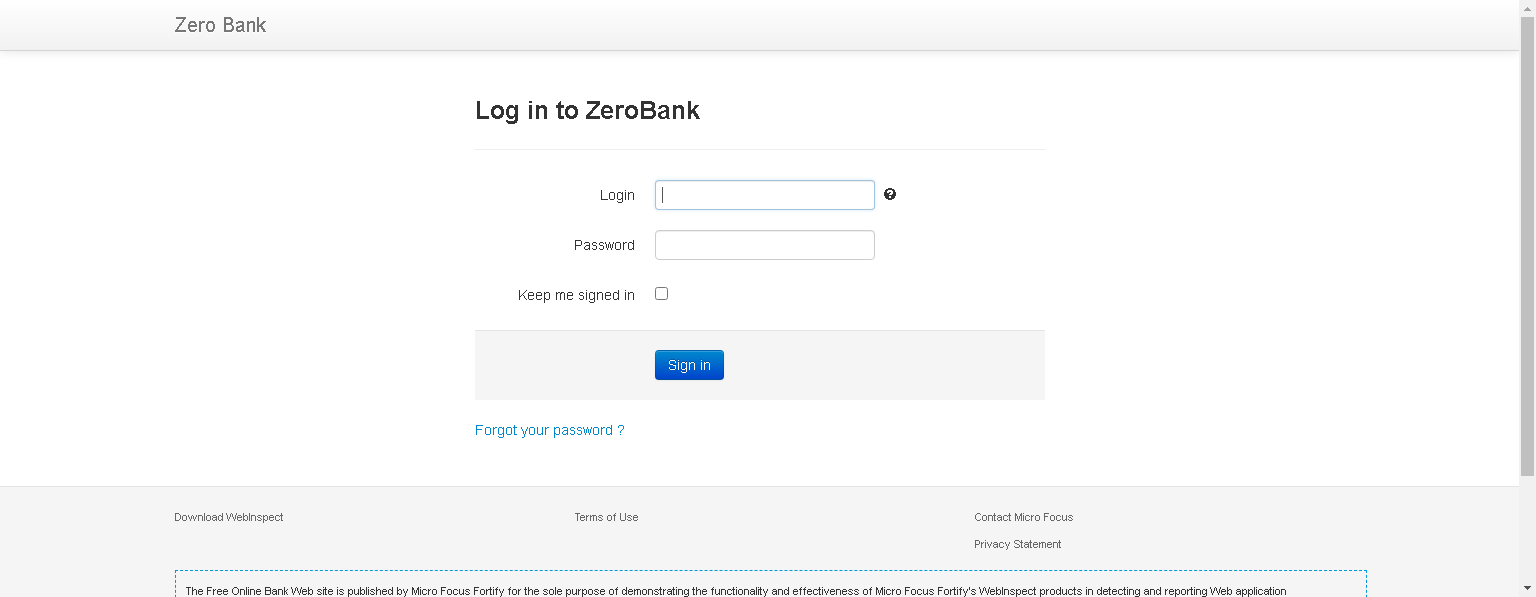 Zero Bank
Log in to ZeroBank
Login
Password
Keep me signed in
Sign in
Forgot your password ?
Download WebInspect
Terms of Use
Contact Micro Focus
Privacy Statement
The Free Online Bank Web site is published by Micro Focus Fortify for the sole purpose of demonstrating the functionality and effectiveness of Micro Focus Fortify's WebInspect products in detecting and reporting Web application